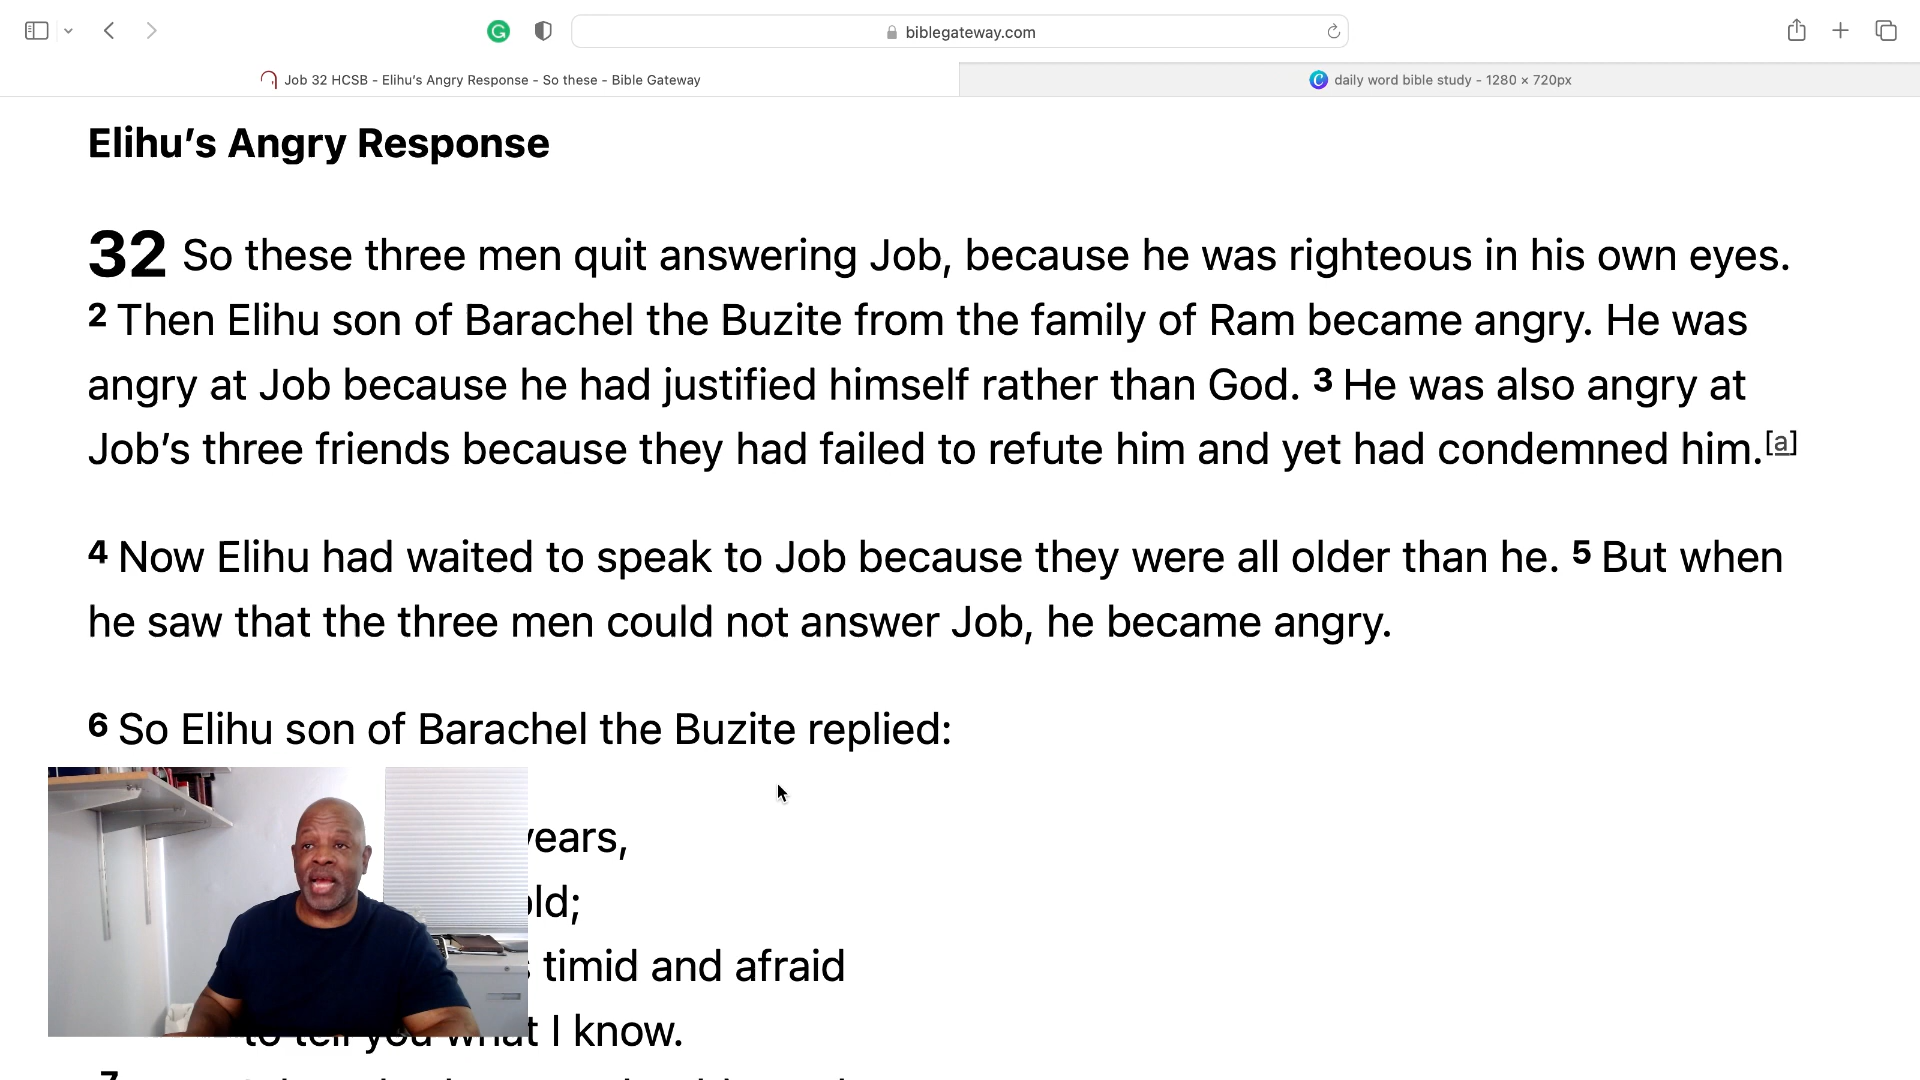 biblegateway.com
Job 32 HCSB - Elihu's Angry Response - So these - Bible Gateway
daily word bible study - 1280 × 720px
Elihu’s Angry Response
32 So these three men quit answering Job, because he was righteous in his own eyes.
2 Then Elihu son of Barachel the Buzite from the family of Ram became angry. He was
angry at Job because he had justified himself rather than God. 3 He was also angry at
Job’s three friends because they had failed to refute him and yet had condemned him.[a]
4 Now Elihu had waited to speak to Job because they were all older than he. 5 But when
he saw that the three men could not answer Job, he became angry.
6 So Elihu son of Barachel the Buzite replied:
years,
old;
timid and afraid
to tell you what I know.
7